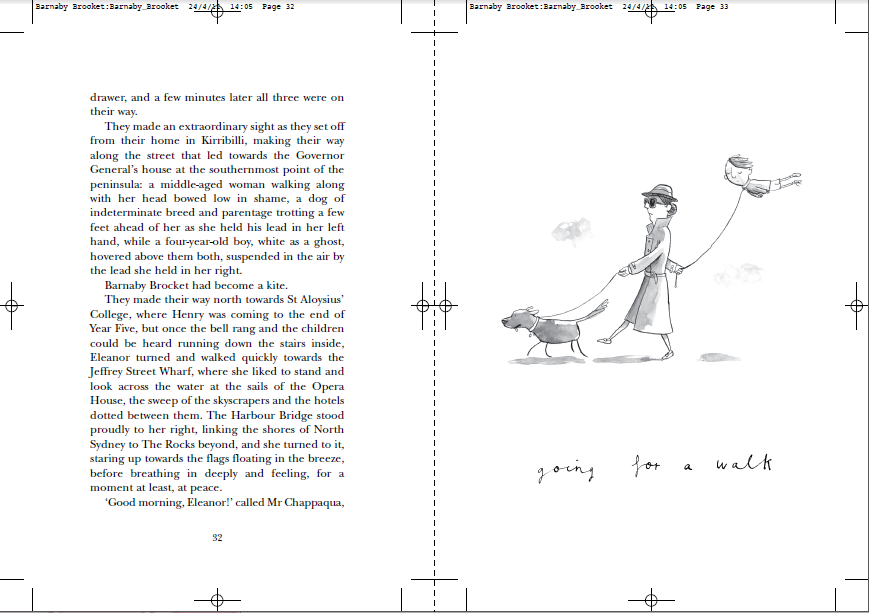 Barnaby Brooket:Barnaby_Brooket 24/4/ 14:05 Page 32
drawer, and a few minutes later all three were on
their way.
They made an extraordinary sight as they set off
from their home in Kirribilli, making their way
along the street that led towards the Governor
General’s house at the southernmost point of the
peninsula: a middle-aged woman walking along
with her head bowed low in shame, a dog of
indeterminate breed and parentage trotting a few
feet ahead of her as she held his lead in her left
hand, while a four-year-old boy, white as a ghost,
hovered above them both, suspended in the air by
the lead she held in her right.
Barnaby Brocket had become a kite.
They made their way north towards St Aloysius’
College, where Henry was coming to the end of
Year Five, but once the bell rang and the children
could be heard running down the stairs inside,
Eleanor turned and walked quickly towards the
Jeffrey Street Wharf, where she liked to stand and
look across the water at the sails of the Opera
House, the sweep of the skyscrapers and the hotels
dotted between them. The Harbour Bridge stood
proudly to her right, linking the shores of North
Sydney to The Rocks beyond, and she turned to it,
staring up towards the flags floating in the breeze,
before breathing in deeply and feeling, for a
moment at least, at peace.
‘Good morning, Eleanor!’ called Mr Chappaqua,
32
Barnaby Brooket:Barnaby_Brooket 24/4/ 14:05 Page 33
going for a walk